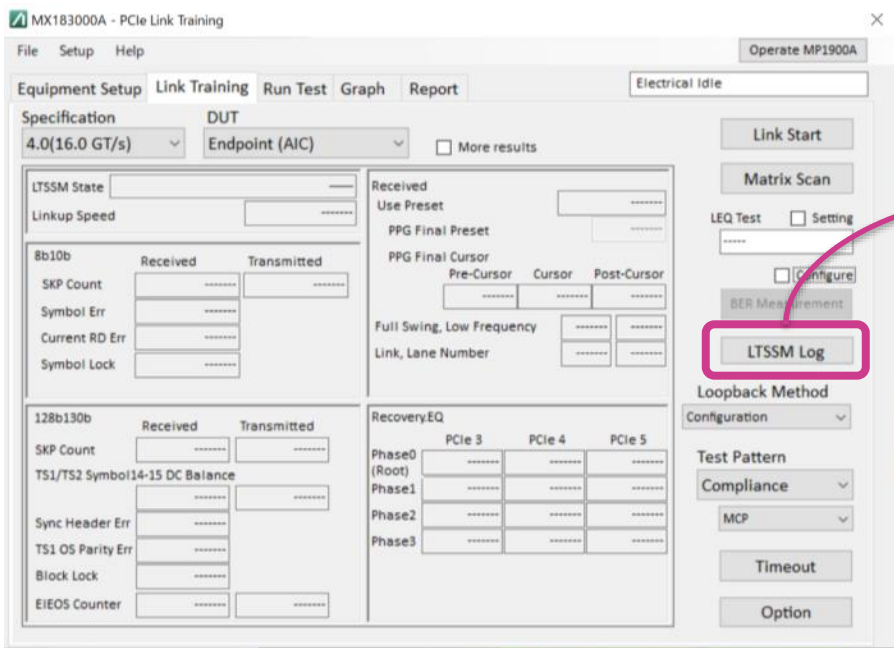 MX183000A - PCIe Link Training
File Setup Help
Operate MP1900A
Equipment Setup Link Training Run Test Graph Report
Electrical Idle
Specification DUT
4.0(16.0 GT/s) Endpoint (AIC)
More results
Link Start
Matrix Scan
LEQ Test Setting
-----
Configure
BER Measurement
LTSSM Log
Loopback Method
Configuration
Test Pattern
Compliance
MCP
Timeout
Option
LTSSM State -----
Linkup Speed -------
8b10b Received Transmitted
SKP Count ------- -------
Symbol Err -------
Current RD Err -------
Symbol Lock -------
Received
Use Preset -------
PPG Final Preset -------
PPG Final Cursor
Pre-Cursor Cursor Post-Cursor
------- ------- -------
Full Swing, Low Frequency ------- -------
Link, Lane Number ------- -------
128b130b Received Transmitted
SKP Count ------- -------
TS1/TS2 Symbol14-15 DC Balance
------- -------
Sync Header Err -------
TS1 OS Parity Err -------
Block Lock -------
EIEOS Counter ------- -------
Recovery.EQ
PCIe 3 PCIe 4 PCIe 5
Phase0 ------- ------- -------
(Root)
Phase1 ------- ------- -------
Phase2 ------- ------- -------
Phase3 ------- ------- -------